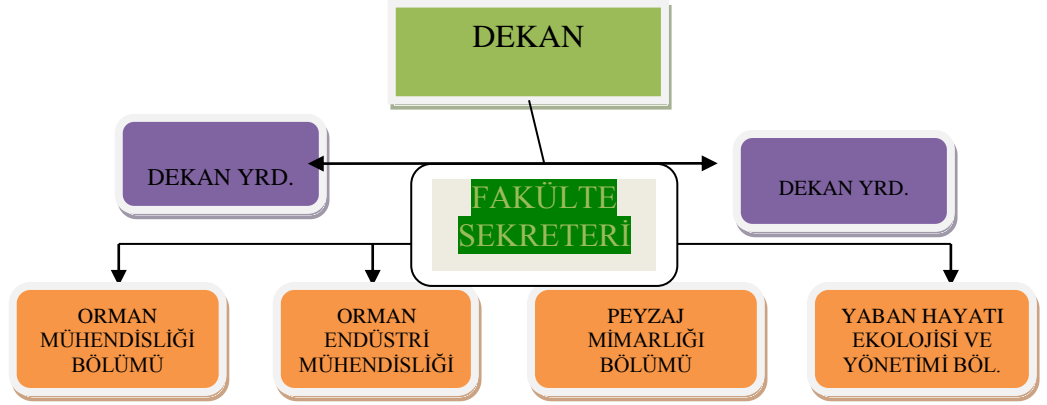 DEKAN
DEKAN YRD.
DEKAN YRD.
FAKÜLTE
SEKRETERİ
ORMAN
MÜHENDİSLİĞİ
BÖLÜMÜ
ORMAN
ENDÜSTRİ
MÜHENDİSLİĞİ
PEYZAJ
MİMARLIĞI
BÖLÜMÜ
YABAN HAYATI
EKOLOJİSİ VE
YÖNETİMİ BÖL.